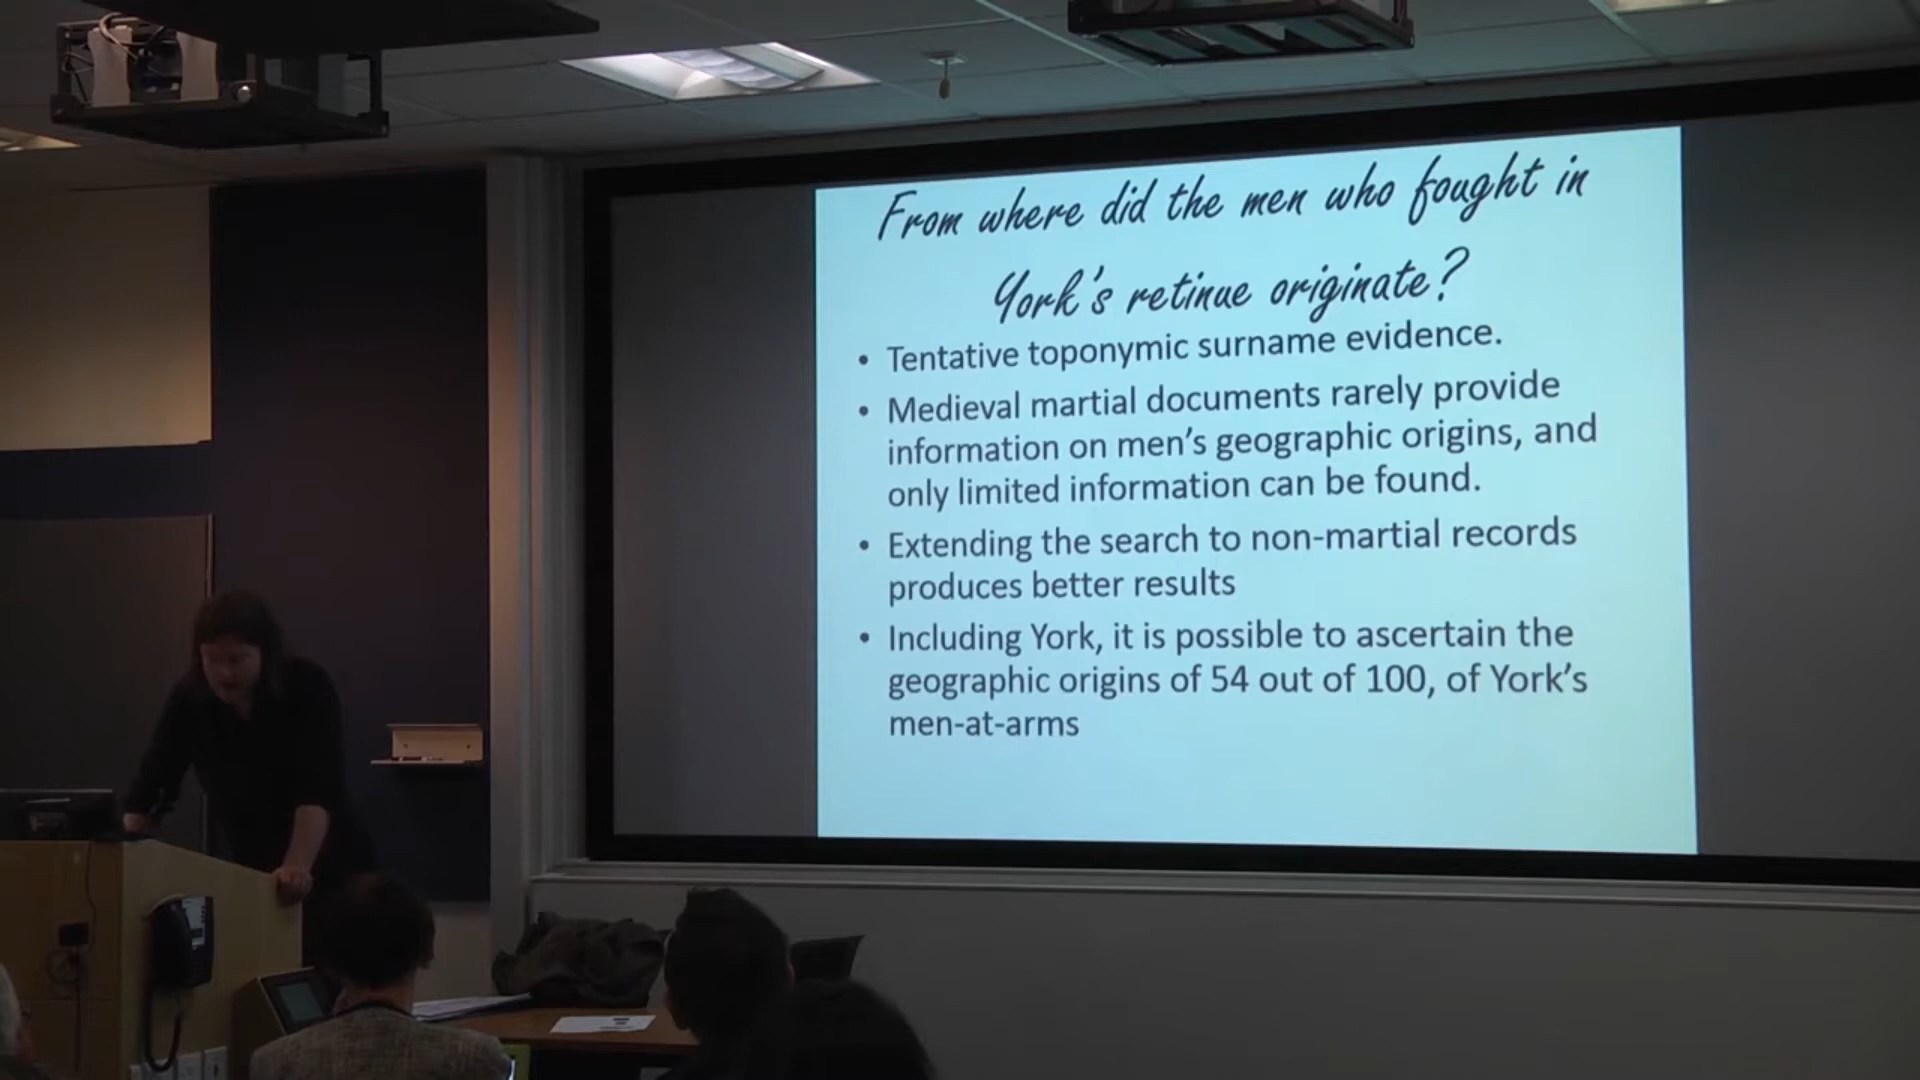 From where did the men who fought in
York's retinue originate?
• Tentative toponymic surname evidence.
• Medieval martial documents rarely provide
information on men's geographic origins, and
only limited information can be found.
• Extending the search to non-martial records
produces better results
• Including York, it is possible to ascertain the
geographic origins of 54 out of 100, of York's
men-at-arms